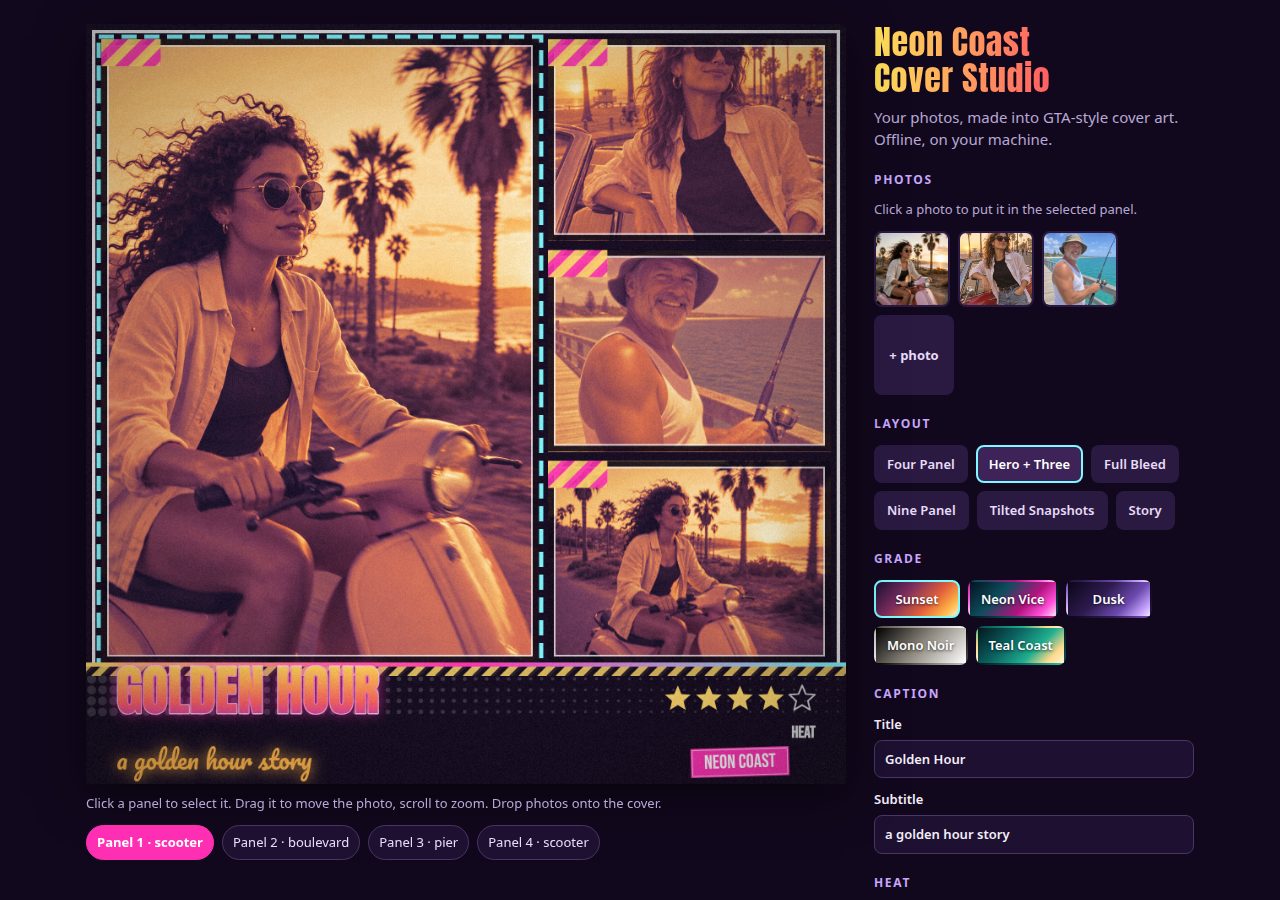 GOLDEN HOUR
HEAT
a golden hour story
NEON COAST
Click a panel to select it. Drag it to move the photo, scroll to zoom. Drop photos onto the cover.
Panel 1 · scooter
Panel 2 · boulevard
Panel 3 · pier
Panel 4 · scooter
Neon Coast
Cover Studio
Your photos, made into GTA-style cover art.
Offline, on your machine.
PHOTOS
Click a photo to put it in the selected panel.
+ photo
LAYOUT
Four Panel
Hero + Three
Full Bleed
Nine Panel
Tilted Snapshots
Story
GRADE
Sunset
Neon Vice
Dusk
Mono Noir
Teal Coast
CAPTION
Title
Golden Hour
Subtitle
a golden hour story
HEAT